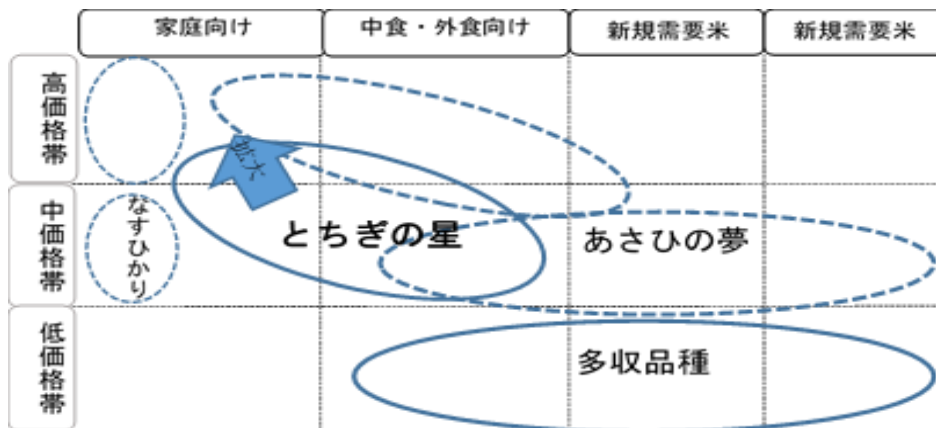 家庭向け
中食・外食向け
新規需要米
新規需要米
高価格帯
拡大
中価格帯
なすひかり
とちぎの星
あさひの夢
低価格帯
多収品種